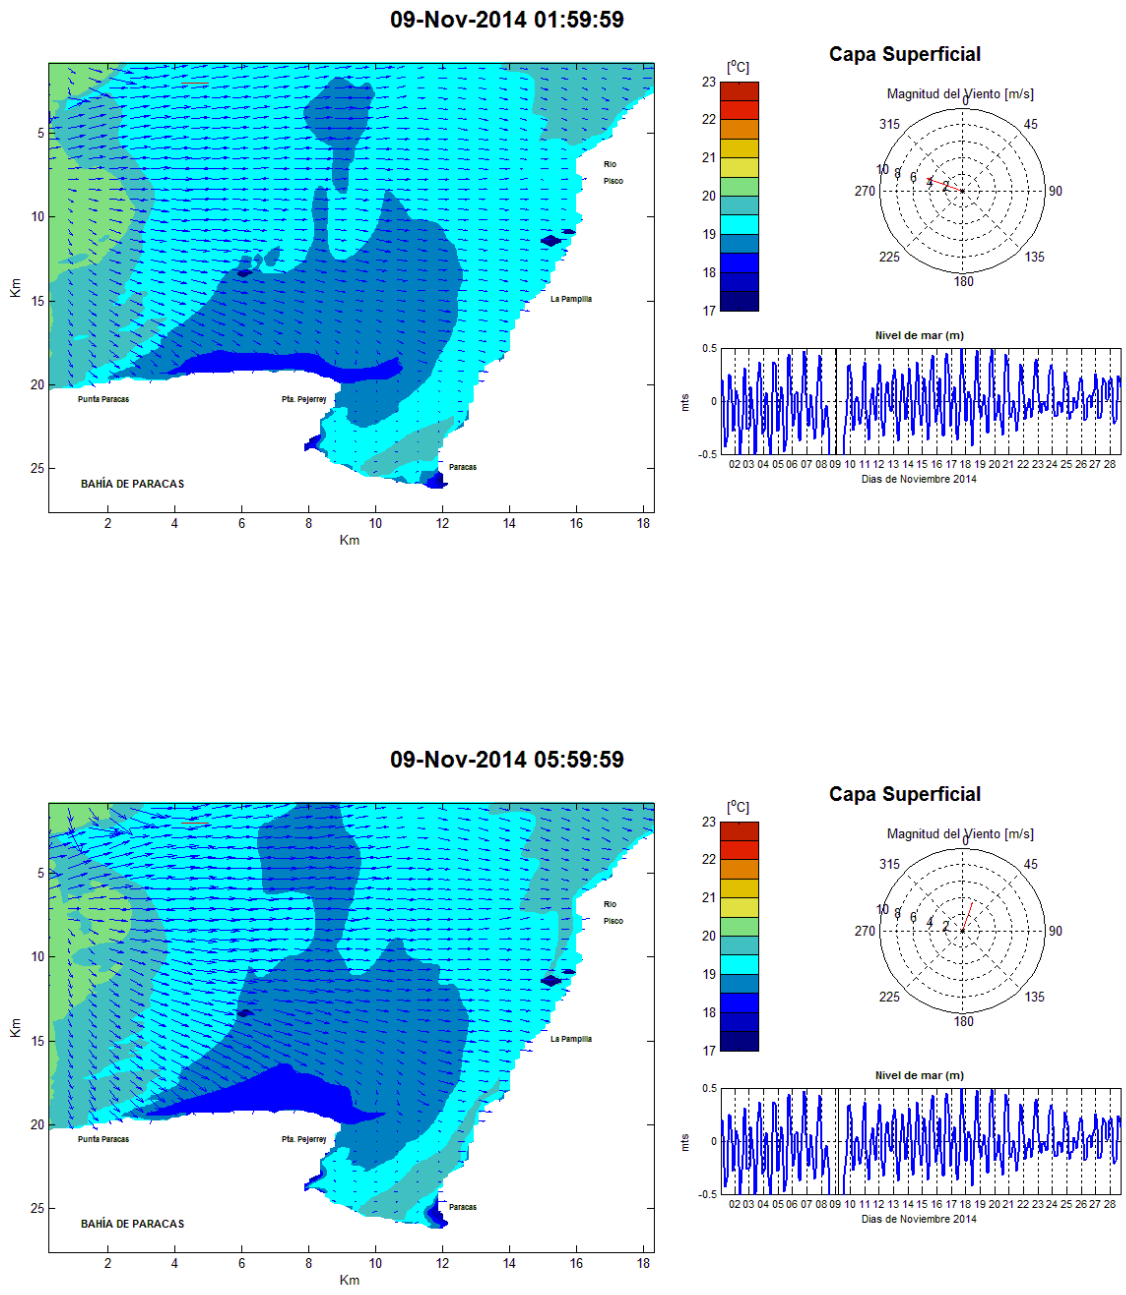 09-Nov-2014 01:59:59
Capa Superficial
[°C]
23
22
21
20
19
18
17
Magnitud del Viento [m/s]
0
45
90
135
180
225
270
315
10 8 6 4 2
Km
5
10
15
20
25
Rio
Pisco
La Pampilla
Punta Paracas
Pta. Pejerrey
Paracas
BAHÍA DE PARACAS
2 4 6 8 10 12 14 16 18
Km
Nivel de mar (m)
mts
0.5
0
-0.5
02 03 04 05 06 07 08 09 10 11 12 13 14 15 16 17 18 19 20 21 22 23 24 25 26 27 28
Dias de Noviembre 2014
09-Nov-2014 05:59:59
Capa Superficial
[°C]
23
22
21
20
19
18
17
Magnitud del Viento [m/s]
0
45
90
135
180
225
270
315
10 8 6 4 2
Km
5
10
15
20
25
Rio
Pisco
La Pampilla
Punta Paracas
Pta. Pejerrey
Paracas
BAHÍA DE PARACAS
2 4 6 8 10 12 14 16 18
Km
Nivel de mar (m)
mts
0.5
0
-0.5
02 03 04 05 06 07 08 09 10 11 12 13 14 15 16 17 18 19 20 21 22 23 24 25 26 27 28
Dias de Noviembre 2014